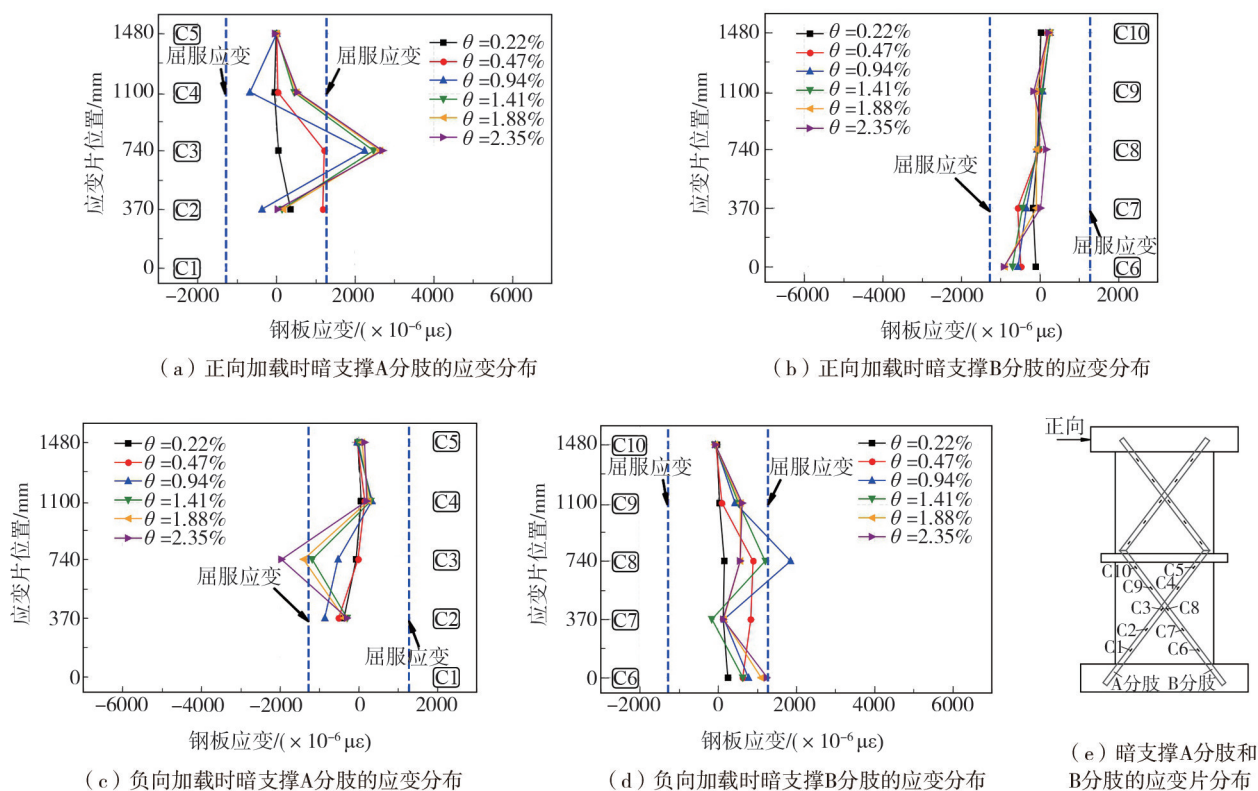 C5
C4
C3
C2
C1
屈服应变
屈服应变
θ=0.22%
θ=0.47%
θ=0.94%
θ=1.41%
θ=1.88%
θ=2.35%
1480
1100
740
370
0
应变片位置/mm
-2000 0 2000 4000 6000
钢板应变/(×10⁻⁶με)
(a)正向加载时暗支撑A分肢的应变分布
C10
C9
C8
C7
C6
屈服应变
屈服应变
θ=0.22%
θ=0.47%
θ=0.94%
θ=1.41%
θ=1.88%
θ=2.35%
1480
1100
740
370
0
应变片位置/mm
-6000 -4000 -2000 0 2000
钢板应变/(×10⁻⁶με)
(b)正向加载时暗支撑B分肢的应变分布
θ=0.22%
θ=0.47%
θ=0.94%
θ=1.41%
θ=1.88%
θ=2.35%
C5
C4
C3
C2
C1
屈服应变
屈服应变
1480
1100
740
370
0
应变片位置/mm
-6000 -4000 -2000 0 2000
钢板应变/(×10⁻⁶με)
(c)负向加载时暗支撑A分肢的应变分布
C10
C9
C8
C7
C6
屈服应变
屈服应变
θ=0.22%
θ=0.47%
θ=0.94%
θ=1.41%
θ=1.88%
θ=2.35%
1480
1100
740
370
0
应变片位置/mm
-2000 0 2000 4000 6000
钢板应变/(×10⁻⁶με)
(d)负向加载时暗支撑B分肢的应变分布
正向
C10 C5
C9 C4
C3 C8
C2 C7
C1 C6
A分肢 B分肢
(e)暗支撑A分肢和
B分肢的应变片分布